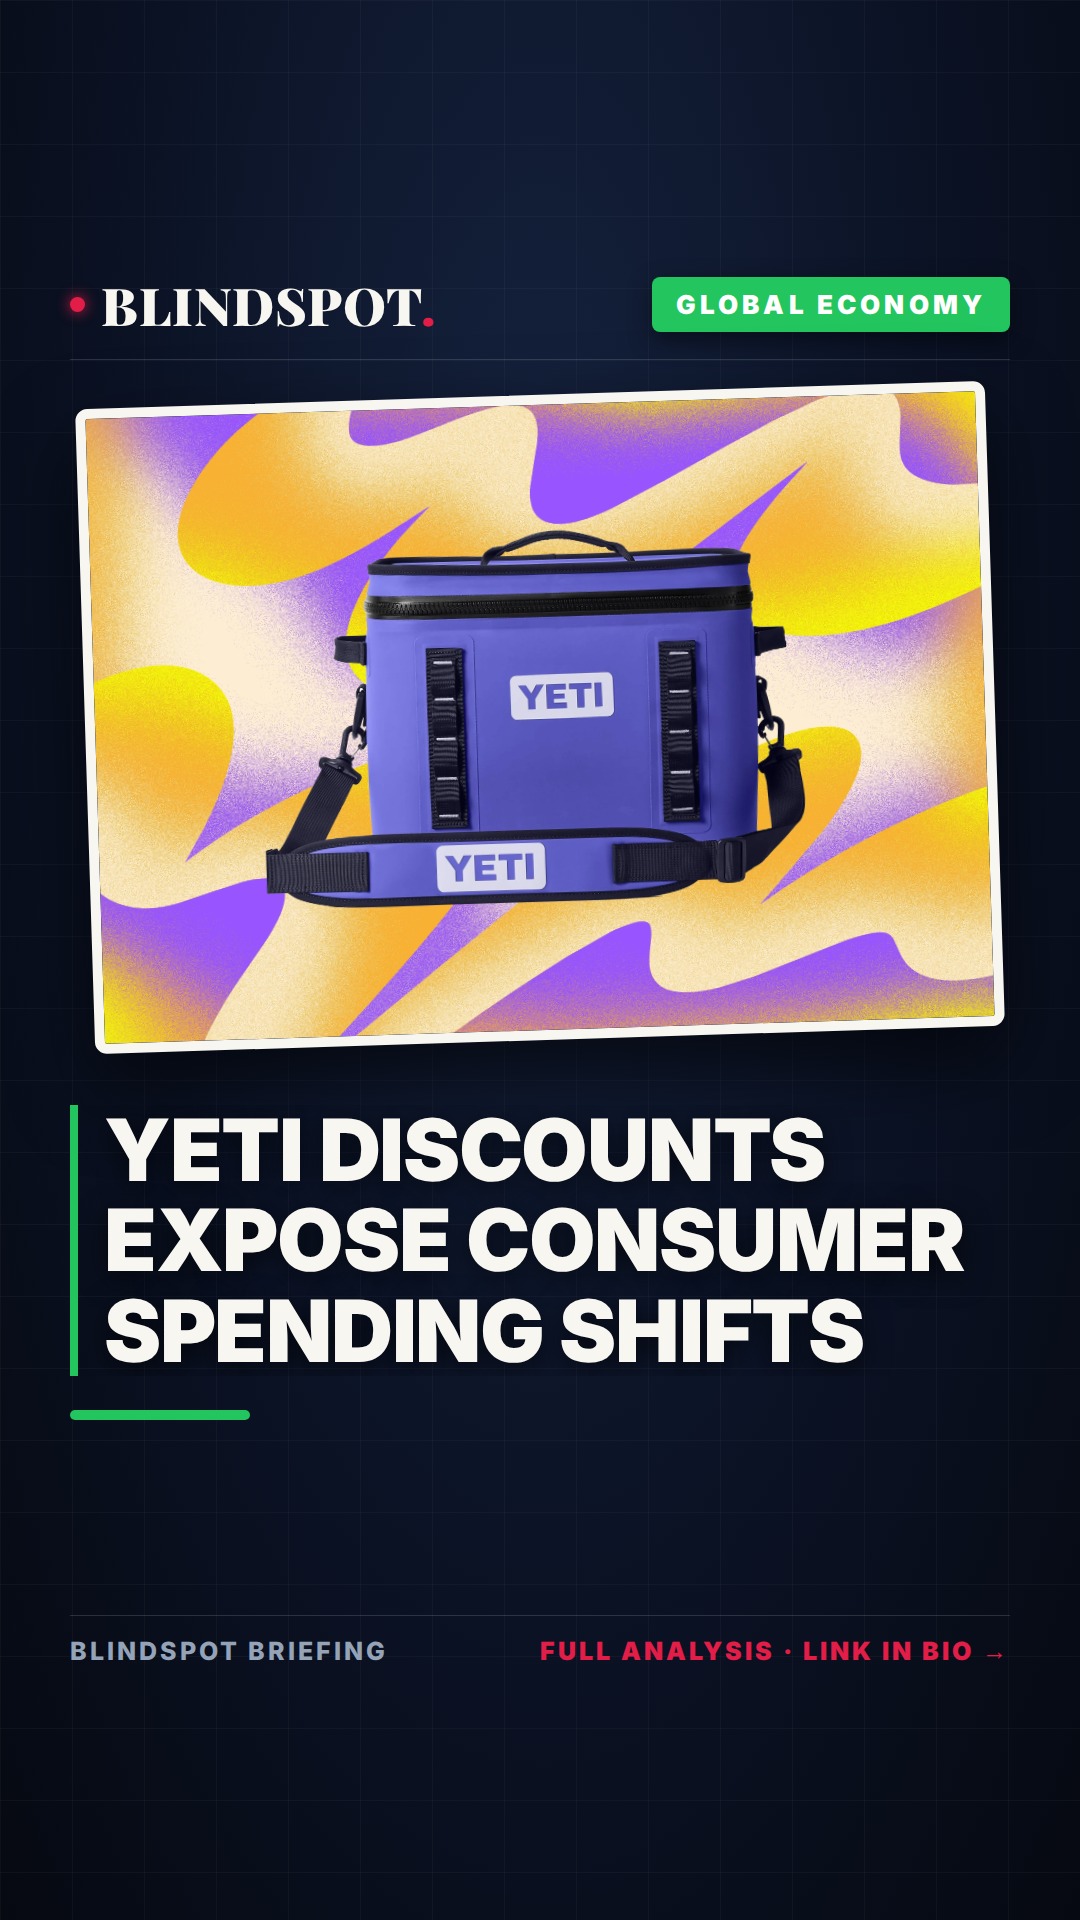 BLINDSPOT.
GLOBAL ECONOMY
YETI
YETI
YETI DISCOUNTS
EXPOSE CONSUMER
SPENDING SHIFTS
BLINDSPOT BRIEFING
FULL ANALYSIS · LINK IN BIO →